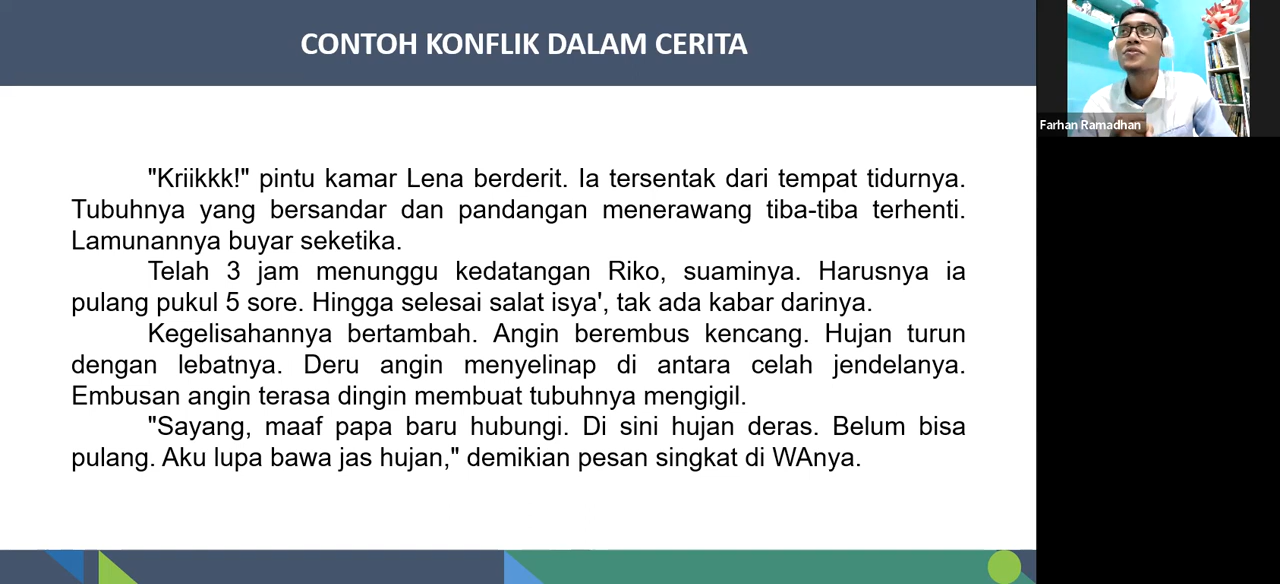 CONTOH KONFLIK DALAM CERITA
Farhan Ramadhan
"Kriikkk!" pintu kamar Lena berderit. Ia tersentak dari tempat tidurnya.
Tubuhnya yang bersandar dan pandangan menerawang tiba-tiba terhenti.
Lamunannya buyar seketika.
Telah 3 jam menunggu kedatangan Riko, suaminya. Harusnya ia
pulang pukul 5 sore. Hingga selesai salat isya', tak ada kabar darinya.
Kegelisahannya bertambah. Angin berembus kencang. Hujan turun
dengan lebatnya. Deru angin menyelinap di antara celah jendelanya.
Embusan angin terasa dingin membuat tubuhnya mengigil.
"Sayang, maaf papa baru hubungi. Di sini hujan deras. Belum bisa
pulang. Aku lupa bawa jas hujan," demikian pesan singkat di WAnya.